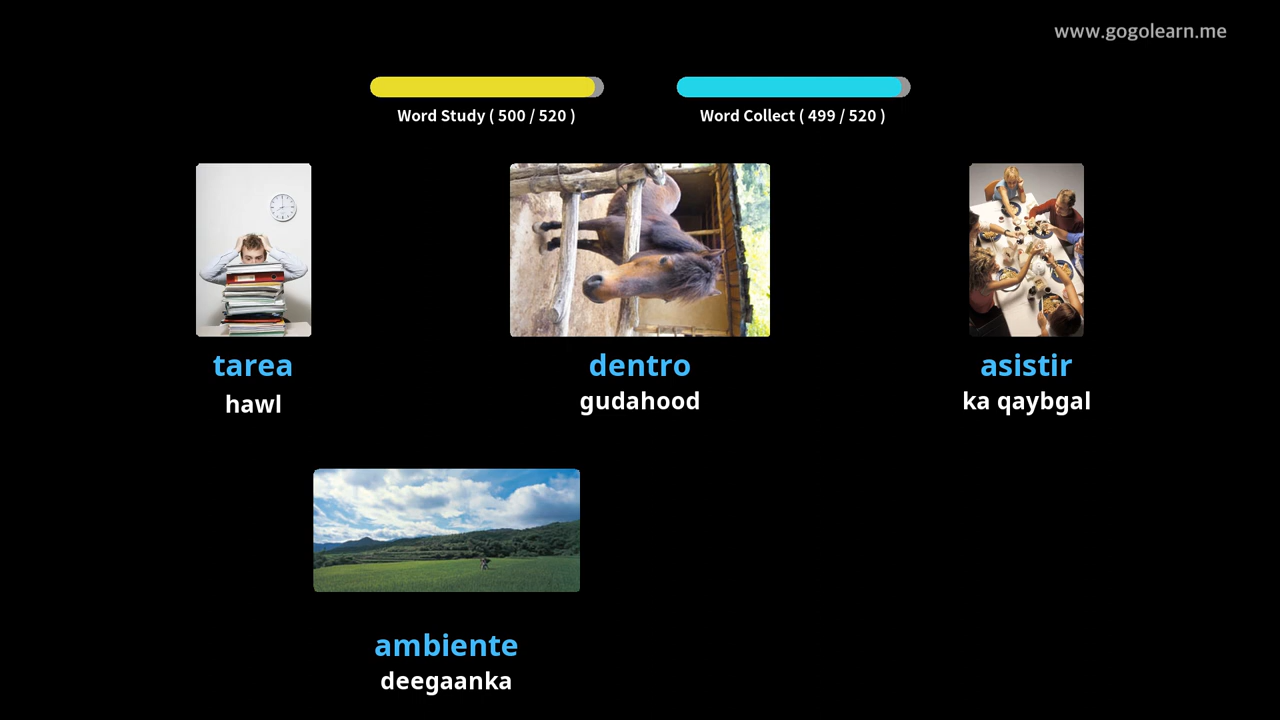 www.gogolearn.me
Word Study ( 500 / 520 )
Word Collect ( 499 / 520 )
tarea
hawl
dentro
gudahood
asistir
ka qaybgal
ambiente
deegaanka